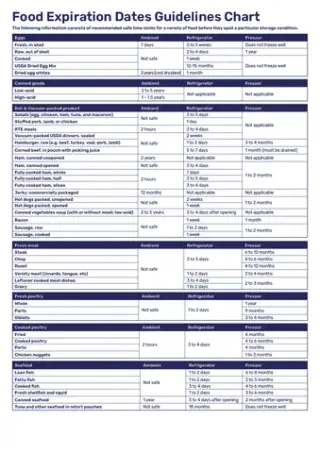 Food Expiration Dates Guidelines Chart
The following information consists of recommended safe time-limits for a variety of food before they spoil a particular storage condition.
Eggs Ambient Refrigerator Freezer
Fresh, in shell 7 days 3 to 5 weeks Does not freeze well
Raw, out of shell Not safe 2 to 4 days 1 year
Cooked 1 week Does not freeze well
USDA Dried Egg Mix 12-15 months
Dried egg whites 1 month
Canned goods Ambient Refrigerator Freezer
Low-acid 2 to 5 years Not applicable Not applicable
High-acid 1 - 1.5 years
Deli & Vacuum-packed product Ambient Refrigerator Freezer
Salads (egg, chicken, ham, tuna, and macaroni) Not safe 3 to 5 days Not applicable
Stuffed pork, lamb, or chicken 1 day
RTE meals 2 hours 3 to 4 days
Vacuum-packed USDA dinners, sealed Not safe 2 weeks
Hamburger, raw (e.g. beef, turkey, veal, pork, lamb) 1 to 2 days 3 to 4 months
Corned beef, in pouch with packing juice 5 to 7 days 1 month (must be drained)
Ham, canned unopened 2 years Not applicable Not applicable
Ham, canned opened Not safe 3 to 4 days 1 to 2 months
Fully cooked ham, whole 2 hours 7 days
Fully cooked ham, half 3 to 5 days
Fully cooked ham, slices 3 to 4 days
Jerky, commercially packaged 12 months Not applicable Not applicable
Hot dogs packed, unopened Not safe 2 weeks 1 to 2 months
Hot dogs packed, opened 1 week
Canned vegetables soup (with or without meat; low acid) 2 to 5 years 3 to 4 days after opening Not applicable
Bacon Not safe 1 week 1 month
Sausage, rice 1 to 2 days 1 to 2 months
Sausage, cooked 1 week
Fresh meat Ambient Refrigerator Freezer
Steak Not safe 3 to 5 days 6 to 12 months
Chop 4 to 6 months
Roast 4 to 12 months
Variety meat (innards, tongue, etc) 1 to 2 days 3 to 4 months
Leftover cooked meat dishes 3 to 4 days 2 to 3 months
Gravy 1 to 2 days
Fresh poultry Ambient Refrigerator Freezer
Whole Not safe 1 to 2 days 1 year
Parts 9 months
Giblets 3 to 4 months
Cooked poultry Ambient Refrigerator Freezer
Fried 2 hours 3 to 4 days 4 months
Cooked poultry 4 to 6 months
Parts 4 months
Chicken nuggets 1 to 3 months
Seafood Ambient Refrigerator Freezer
Lean fish Not safe 1 to 2 days 6 to 8 months
Fatty fish 1 to 2 days 2 to 3 months
Cooked fish 3 to 4 days 4 to 6 months
Fresh shellfish and squid 1 to 2 days 3 to 6 months
Canned seafood 1 year 3 to 4 days after opening 2 months after opening
Tuna and other seafood in retort pouches Not safe 18 months Does not freeze well